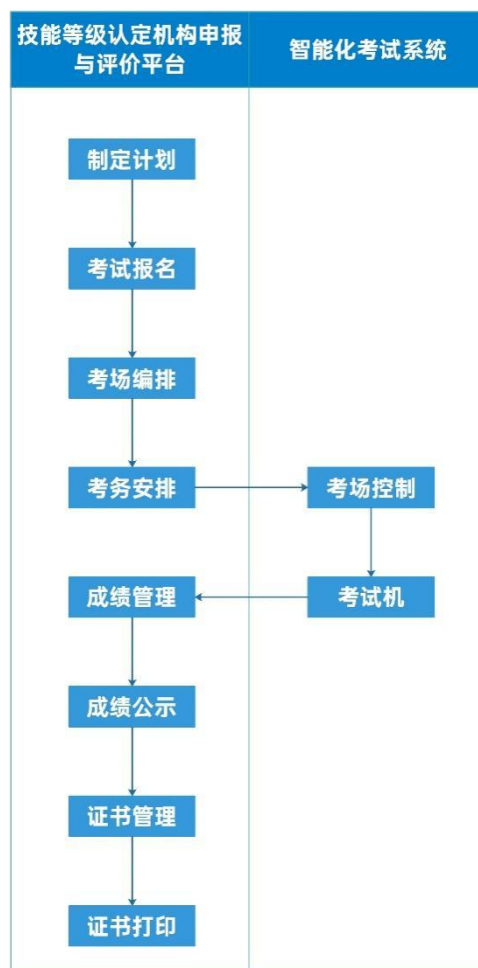 技能等级认定机构申报
与评价平台
智能化考试系统
制定计划
考试报名
考场编排
考务安排
考场控制
成绩管理
考试机
成绩公示
证书管理
证书打印